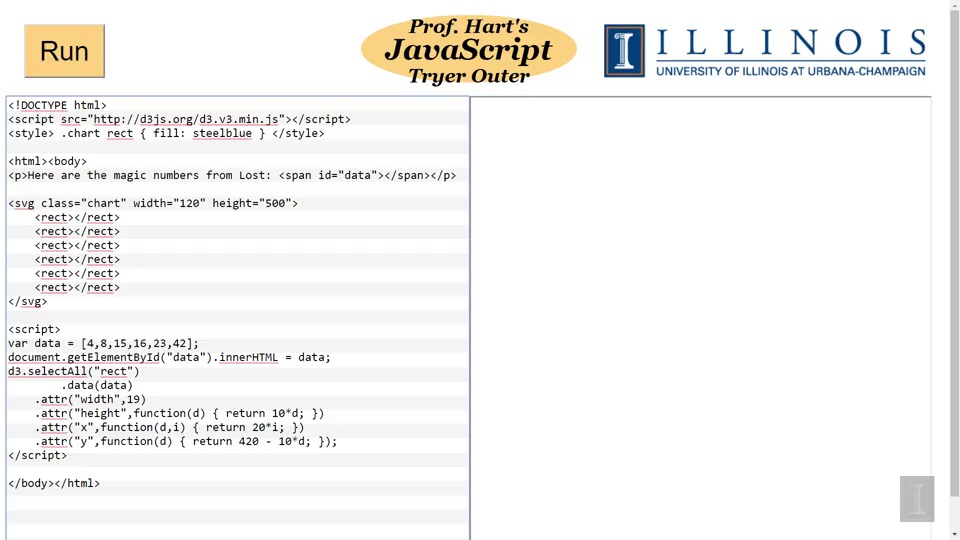 Run
Prof. Hart's
JavaScript
Tryer Outer
I ILLINOIS
UNIVERSITY OF ILLINOIS AT URBANA-CHAMPAIGN
<!DOCTYPE html>
<script src="http://d3js.org/d3.v3.min.js"></script>
<style> .chart rect { fill: steelblue } </style>
<html><body>
<p>Here are the magic numbers from Lost: <span id="data"></span></p>
<svg class="chart" width="120" height="500">
    <rect></rect>
    <rect></rect>
    <rect></rect>
    <rect></rect>
    <rect></rect>
    <rect></rect>
</svg>
<script>
var data = [4,8,15,16,23,42];
document.getElementById("data").innerHTML = data;
d3.selectAll("rect")
        .data(data)
    .attr("width",19)
    .attr("height",function(d) { return 10*d; })
    .attr("x",function(d,i) { return 20*i; })
    .attr("y",function(d) { return 420 - 10*d; });
</script>
</body></html>
I